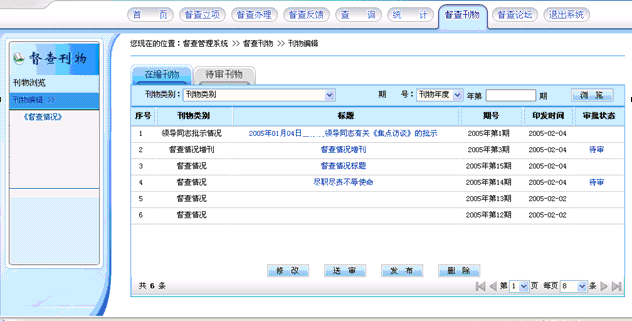 首 页 督查立项 督查办理 督查反馈 查 询 统 计 督查刊物 督查论坛 退出系统
督查刊物
您现在的位置：督查管理系统 >> 督查刊物 >> 刊物编辑
刊物浏览
刊物编辑 >>
《督查情况》
在编刊物 待审刊物
刊物类别： 刊物类别 期 号： 刊物年度 年第 期 浏 览
序号 刊物类别 标题 期号 印发时间 审批状态
1 领导同志批示情况 2005年01月04日_..._...领导同志有关《焦点访谈》的批示 2005年第1期 2005-02-04
2 督查情况增刊 督查情况增刊 2005年第3期 2005-02-04 待审
3 督查情况 督查情况标题 2005年第15期 2005-02-04
4 督查情况 尽职尽责不辱使命 2005年第14期 2005-02-04 待审
5 督查情况 2005年第13期 2005-02-02
6 督查情况 2005年第12期 2005-02-02
修 改 送 审 发 布 删 除
共 6 条 第 1 页 每页 8 条